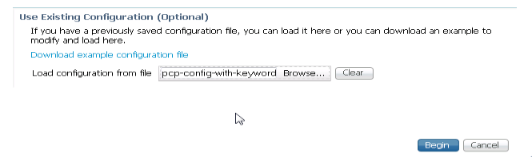 Use Existing Configuration (Optional)
If you have a previously saved configuration file, you can load it here or you can download an example to
modify and load here.
Download example configuration file
Load configuration from file pcp-config-with-keyword Browse... Clear
Begin Cancel